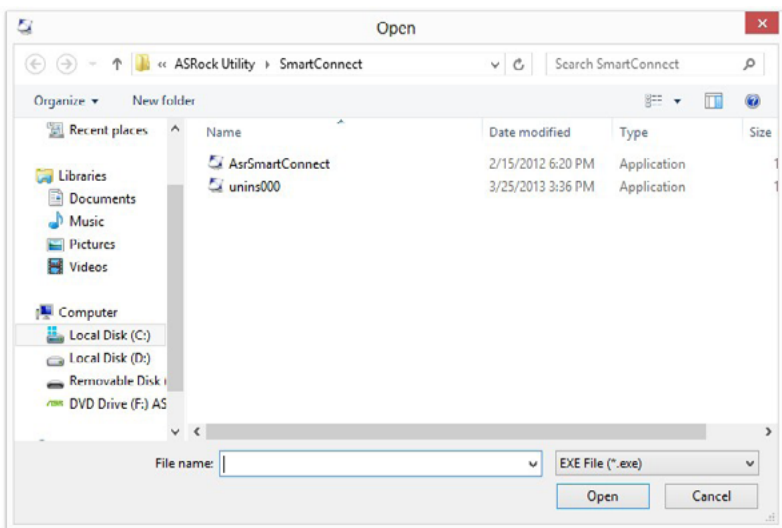 Open
« ASRock Utility SmartConnect
Search SmartConnect
Organize New folder
Recent places
Libraries
Documents
Music
Pictures
Videos
Computer
Local Disk (C:)
Local Disk (D:)
Removable Disk
DVD Drive (F:) AS
Name Date modified Type Size
AsrSmartConnect 2/15/2012 6:20 PM Application 1
unins000 3/25/2013 3:36 PM Application 1
File name: EXE File (*.exe)
Open Cancel